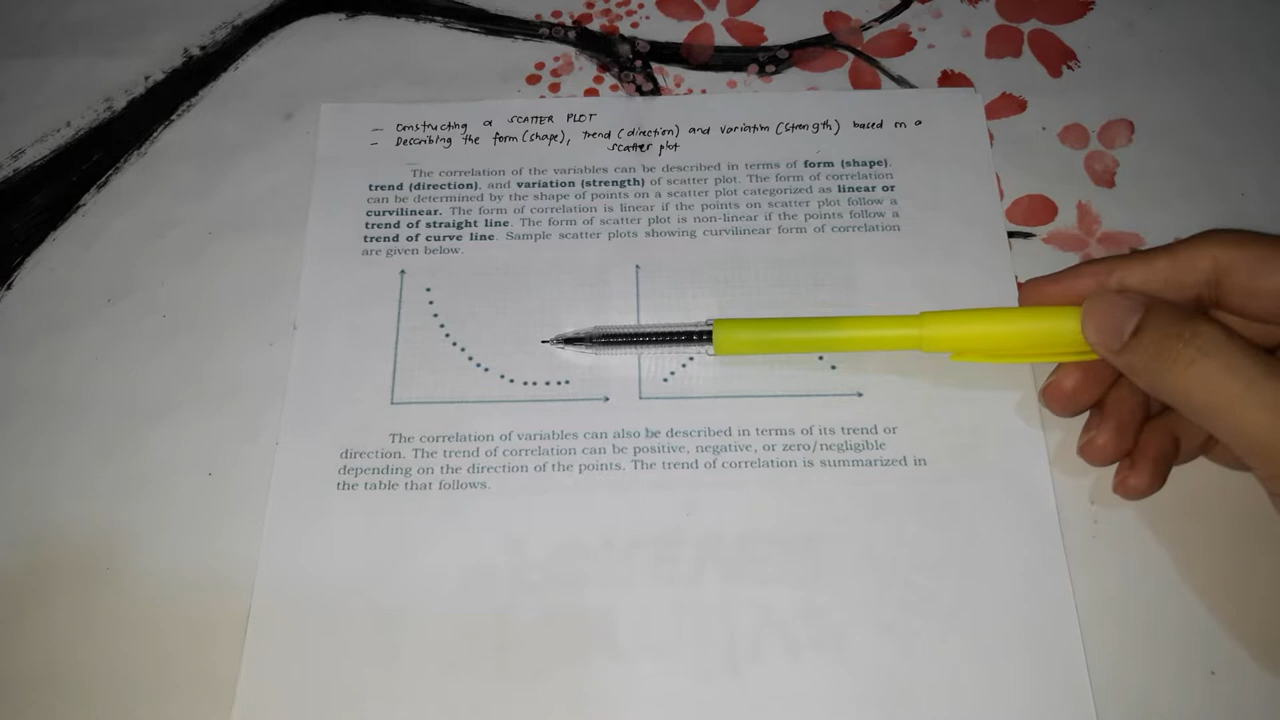 - Constructing a SCATTER PLOT
- Describing the form (shape), trend (direction) and variation (strength) based on a
scatter plot
The correlation of the variables can be described in terms of form (shape),
trend (direction), and variation (strength) of scatter plot. The form of correlation
can be determined by the shape of points on a scatter plot categorized as linear or
curvilinear. The form of correlation is linear if the points on scatter plot follow a
trend of straight line. The form of scatter plot is non-linear if the points follow a
trend of curve line. Sample scatter plots showing curvilinear form of correlation
are given below.
The correlation of variables can also be described in terms of its trend or
direction. The trend of correlation can be positive, negative, or zero/negligible
depending on the direction of the points. The trend of correlation is summarized in
the table that follows.